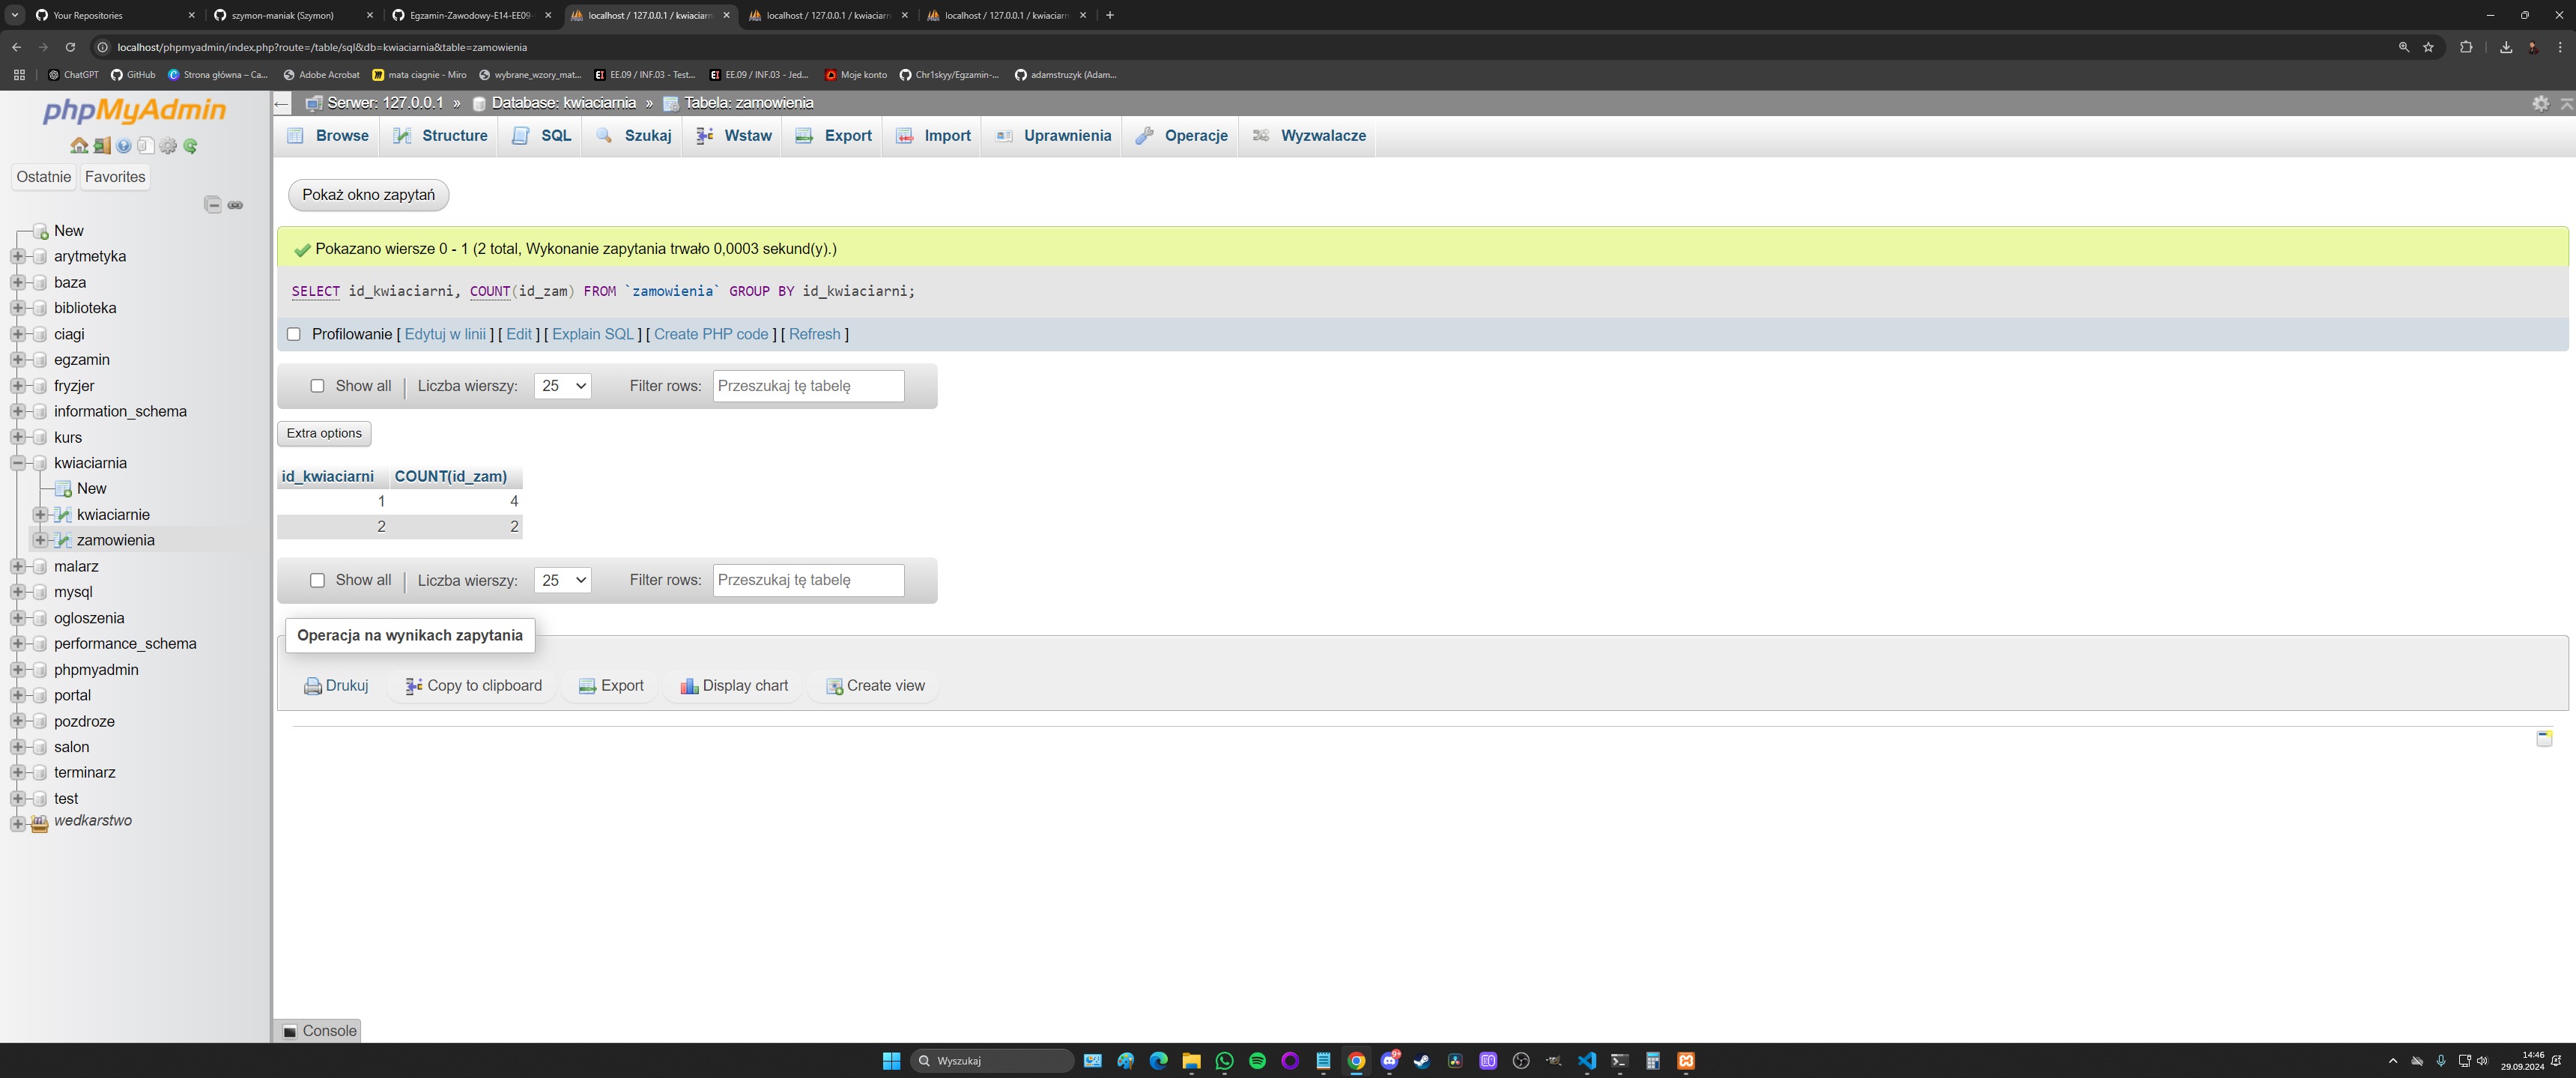 Your Repositories
szymon-maniak (Szymon)
Egzamin-Zawodowy-E14-EE09-
localhost / 127.0.0.1 / kwiaciarn
localhost / 127.0.0.1 / kwiaciarn
localhost / 127.0.0.1 / kwiaciarn
localhost/phpmyadmin/index.php?route=/table/sql&db=kwiaciarnia&table=zamowienia
ChatGPT
GitHub
Strona główna – Ca...
Adobe Acrobat
mata ciagnie - Miro
wybrane_wzory_mat...
EE.09 / INF.03 - Test...
EE.09 / INF.03 - Jed...
Moje konto
Chr1skyy/Egzamin-...
adamstruzyk (Adam...
phpMyAdmin
Ostatnie
Favorites
New
arytmetyka
baza
biblioteka
ciagi
egzamin
fryzjer
information_schema
kurs
kwiaciarnia
New
kwiaciarnie
zamowienia
malarz
mysql
ogloszenia
performance_schema
phpmyadmin
portal
pozdroze
salon
terminarz
test
wedkarstwo
Serwer: 127.0.0.1 » Database: kwiaciarnia » Tabela: zamowienia
Browse
Structure
SQL
Szukaj
Wstaw
Export
Import
Uprawnienia
Operacje
Wyzwalacze
Pokaż okno zapytań
Pokazano wiersze 0 - 1 (2 total, Wykonanie zapytania trwało 0,0003 sekund(y).)
SELECT id_kwiaciarni, COUNT(id_zam) FROM `zamowienia` GROUP BY id_kwiaciarni;
Profilowanie [ Edytuj w linii ] [ Edit ] [ Explain SQL ] [ Create PHP code ] [ Refresh ]
Show all | Liczba wierszy: 25 Filter rows: Przeszukaj tę tabelę
Extra options
id_kwiaciarni COUNT(id_zam)
1 4
2 2
Show all | Liczba wierszy: 25 Filter rows: Przeszukaj tę tabelę
Operacja na wynikach zapytania
Drukuj
Copy to clipboard
Export
Display chart
Create view
Console
Wyszukaj
9+
14:46
29.09.2024